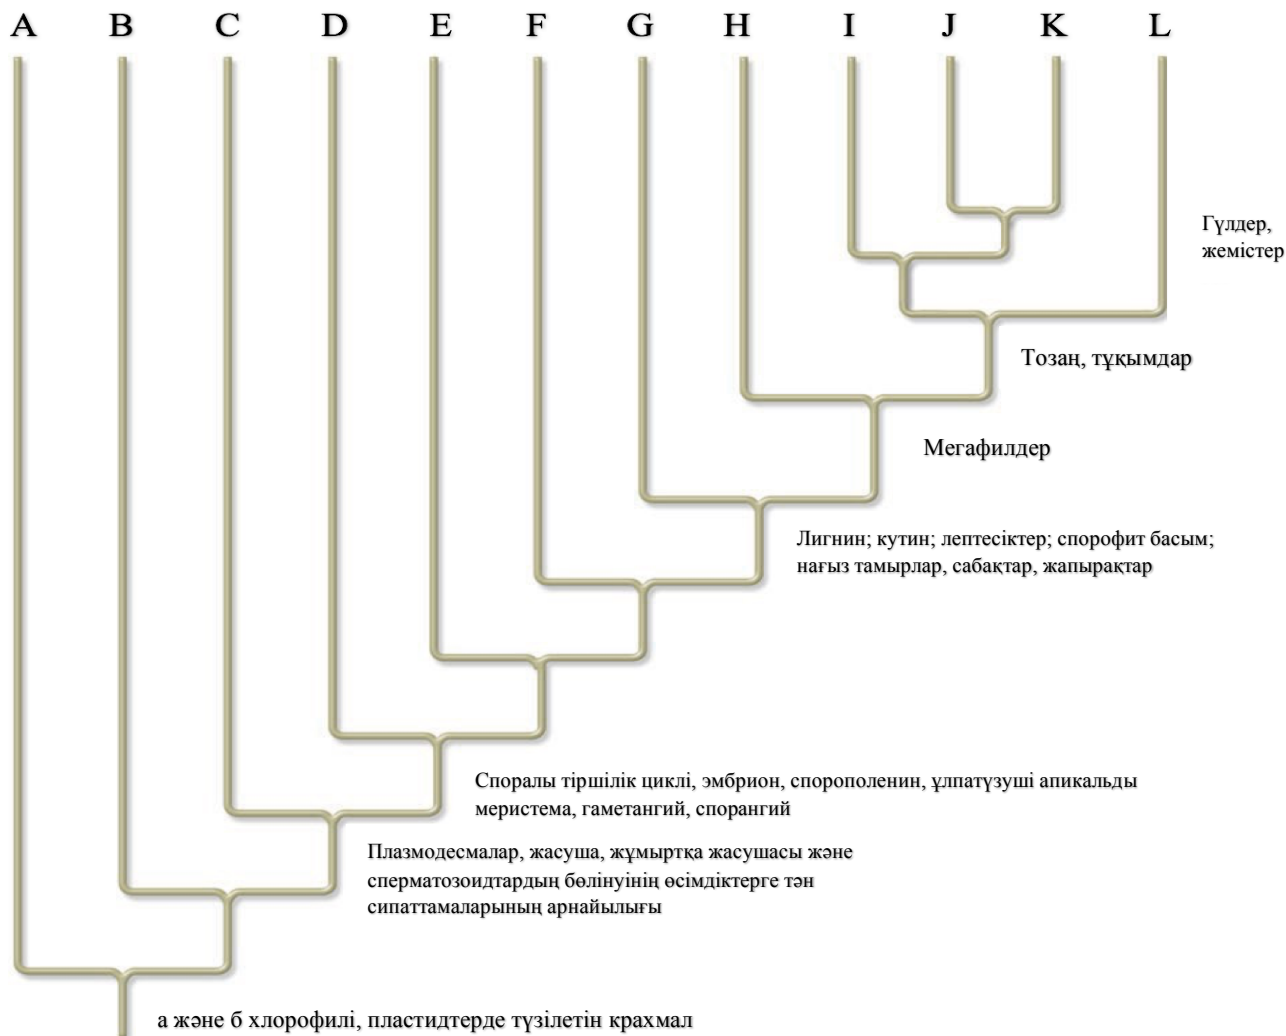 A B C D E F G H I J K L
Гүлдер,
жемістер
Тозаң, тұқымдар
Мегафилдер
Лигнин; кутин; лептесіктер; спорофит басым;
нағыз тамырлар, сабақтар, жапырақтар
Споралы тіршілік циклі, эмбрион, спорополенин, ұлпатүзуші апикальды
меристема, гаметангий, спорангий
Плазмодесмалар, жасуша, жұмыртқа жасушасы және
сперматозоидтардың бөлінуінің өсімдіктерге тән
сипаттамаларының арнайылығы
а және б хлорофилі, пластидтерде түзілетін крахмал